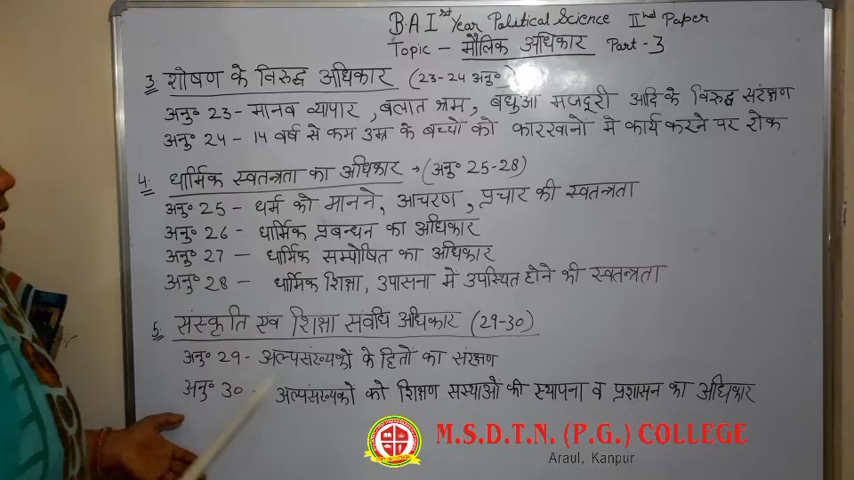 B.A I rst Year Political Science II nd Paper
Topic - मौलिक अधिकार Part - 3
3. शोषण के विरुद्ध अधिकार (23-24 अनु०)
अनु० 23 - मानव व्यापार, बलात श्रम, बंधुआ मजदूरी आदि के विरुद्ध संरक्षण
अनु० 24 - 14 वर्ष से कम उम्र के बच्चों को कारखानो मे कार्य करने पर रोक
4. धार्मिक स्वतन्त्रता का अधिकार → (अनु० 25-28)
अनु० 25 - धर्म को मानने, आचरण, प्रचार की स्वतन्त्रता
अनु० 26 - धार्मिक प्रबन्धन का अधिकार
अनु० 27 - धार्मिक सम्पोषित का अधिकार
अनु० 28 - धार्मिक शिक्षा, उपासना मे उपस्थित होने की स्वतन्त्रता
5. संस्कृति एवं शिक्षा संबंधि अधिकार (29-30)
अनु० 29 - अल्पसंख्यकों के हितों का संरक्षण
अनु० 30 - अल्पसंख्यकों को शिक्षण सस्थाओं की स्थापना व प्रशासन का अधिकार
M.S.D.T.N. (P.G.) COLLEGE
Araul, Kanpur